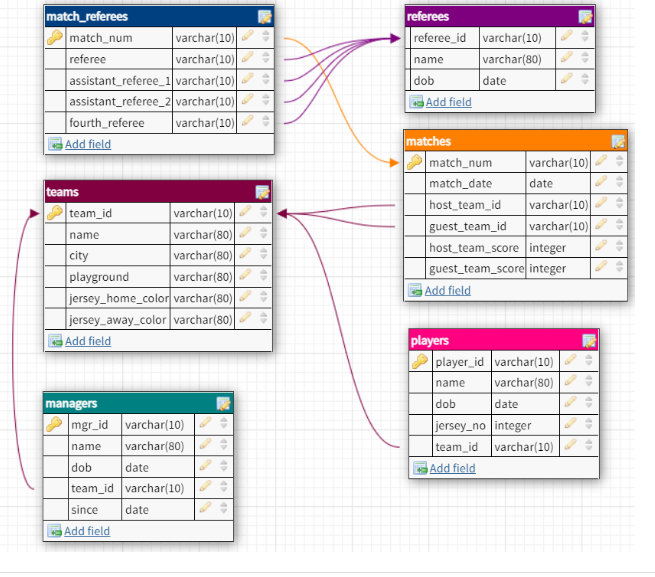 match_referees
match_num varchar(10)
referee varchar(10)
assistant_referee_1 varchar(10)
assistant_referee_2 varchar(10)
fourth_referee varchar(10)
Add field
referees
referee_id varchar(10)
name varchar(80)
dob date
Add field
matches
match_num varchar(10)
match_date date
host_team_id varchar(10)
guest_team_id varchar(10)
host_team_score integer
guest_team_score integer
Add field
teams
team_id varchar(10)
name varchar(80)
city varchar(80)
playground varchar(80)
jersey_home_color varchar(80)
jersey_away_color varchar(80)
Add field
players
player_id varchar(10)
name varchar(80)
dob date
jersey_no integer
team_id varchar(10)
Add field
managers
mgr_id varchar(10)
name varchar(80)
dob date
team_id varchar(10)
since date
Add field